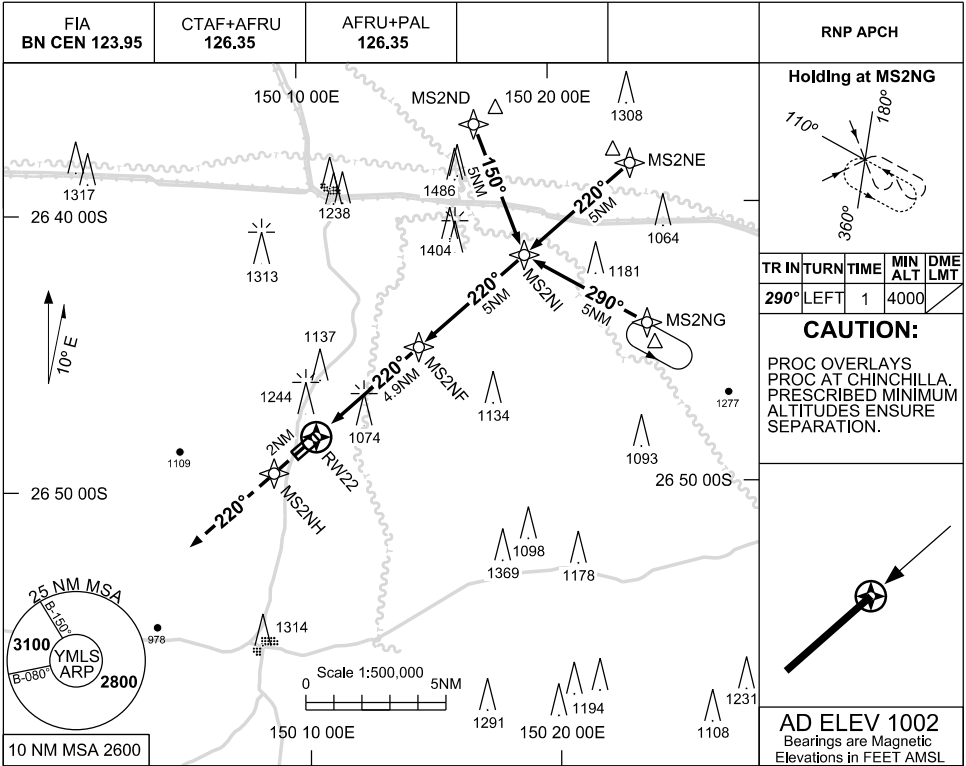 FIA
BN CEN 123.95
CTAF+AFRU
126.35
AFRU+PAL
126.35
RNP APCH
150 10 00E
150 20 00E
MS2ND
MS2NE
1308
1317
1238
1486
150°
5NM
220°
5NM
26 40 00S
1313
1404
1064
1181
MS2NI
220°
5NM
290°
5NM
MS2NG
10° E
1137
1244
MS2NF
220°
4.9NM
1074
1134
1277
2NM
RW22
1093
1109
MS2NH
26 50 00S
26 50 00S
220°
1098
1369
1178
25 NM MSA
B-150°
3100
YMLS
ARP
B-080°
2800
978
1314
Scale 1:500,000
0
5NM
1291
1194
1231
1108
10 NM MSA 2600
150 10 00E
150 20 00E
Holding at MS2NG
110°
180°
360°
TR IN TURN TIME MIN ALT DME LMT
290° LEFT 1 4000
CAUTION:
PROC OVERLAYS
PROC AT CHINCHILLA.
PRESCRIBED MINIMUM
ALTITUDES ENSURE
SEPARATION.
AD ELEV 1002
Bearings are Magnetic
Elevations in FEET AMSL